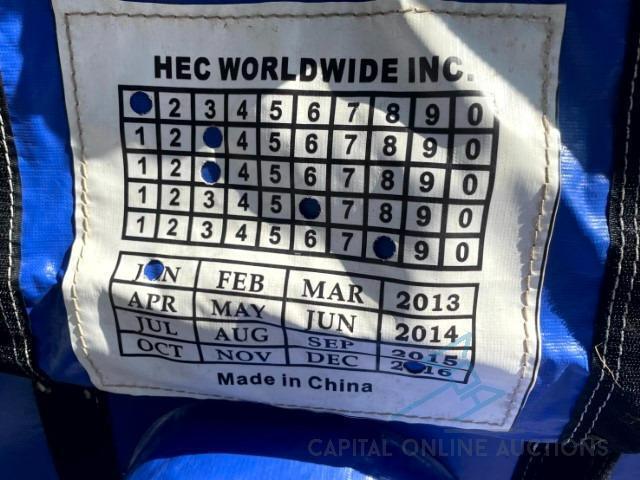 HEC WORLDWIDE INC.
2 3 4 5 6 7 8 9 0
1 2 4 5 6 7 8 9 0
1 2 4 5 6 7 8 9 0
1 2 3 4 5 7 8 9 0
1 2 3 4 5 6 7 9 0
JAN FEB MAR 2013
APR MAY JUN 2014
JUL AUG SEP 2015
OCT NOV DEC 2016
Made in China
CAPITAL ONLINE AUCTIONS